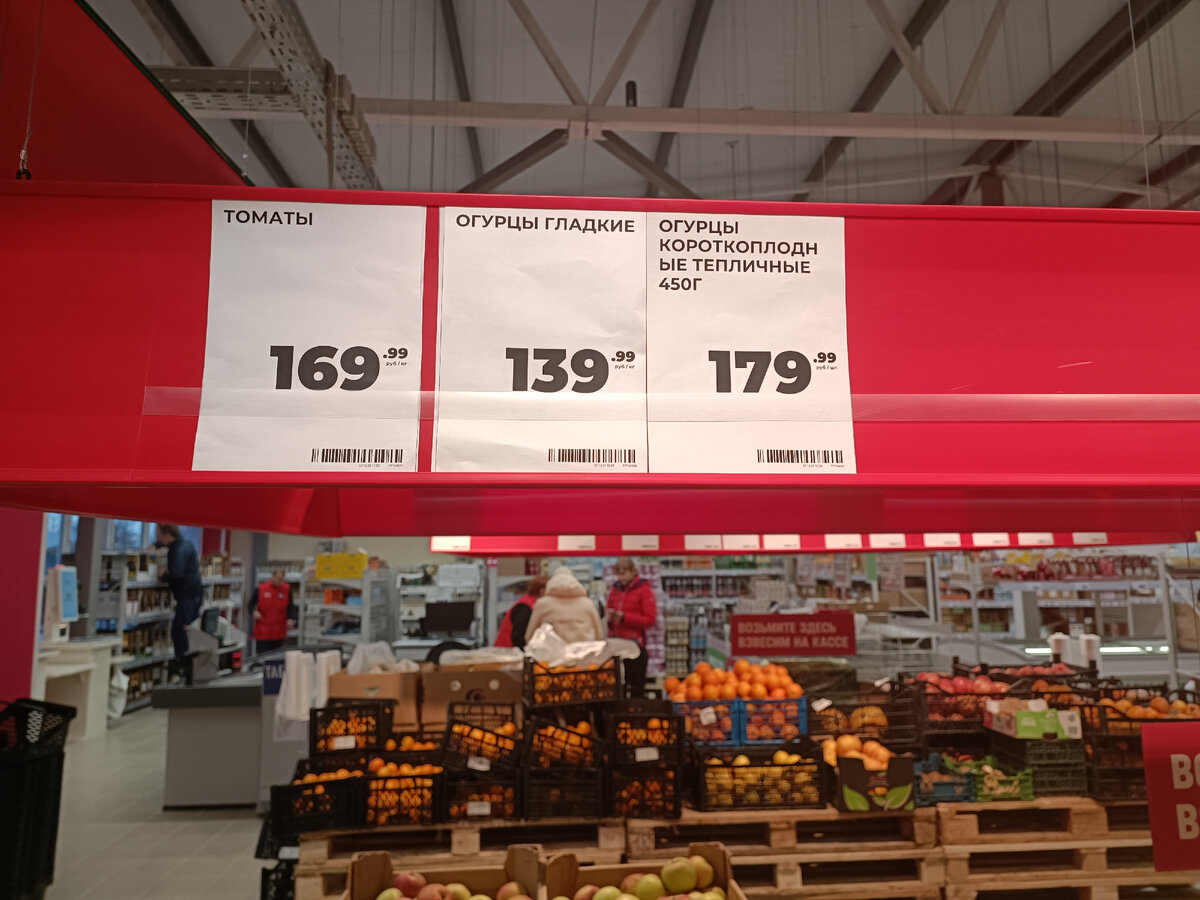 ТОМАТЫ
169.99
руб / кг
ОГУРЦЫ ГЛАДКИЕ
139.99
руб / кг
ОГУРЦЫ
КОРОТКОПЛОДН
ЫЕ ТЕПЛИЧНЫЕ
450Г
179.99
руб / шт
ВОЗЬМИТЕ ЗДЕСЬ
ВЗВЕСИМ НА КАССЕ